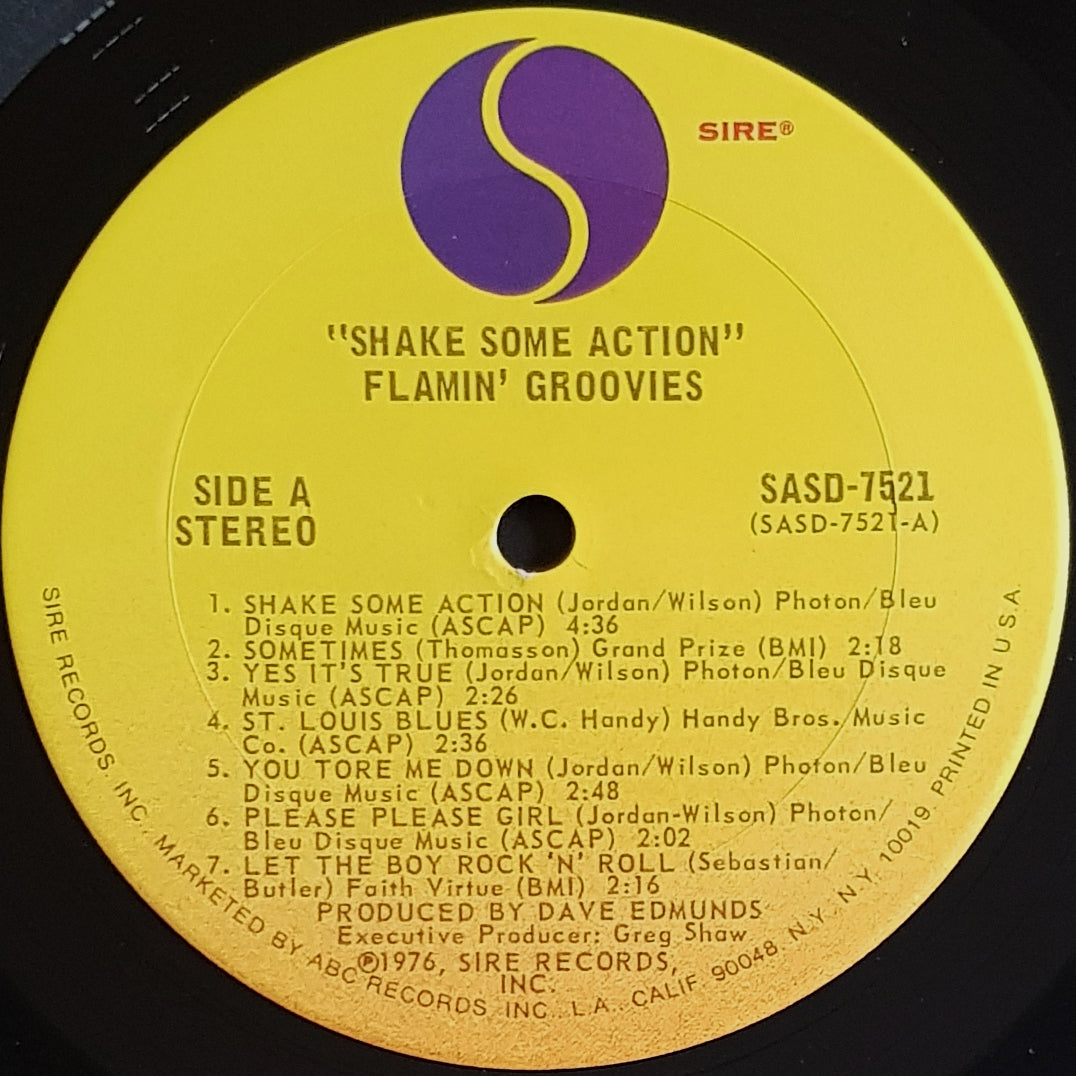 SIRE®
"SHAKE SOME ACTION"
FLAMIN' GROOVIES
SIDE A
STEREO
SASD-7521
(SASD-7521-A)
1. SHAKE SOME ACTION (Jordan/Wilson) Photon/Bleu
Disque Music (ASCAP) 4:36
2. SOMETIMES (Thomasson) Grand Prize (BMI) 2:18
3. YES IT'S TRUE (Jordan/Wilson) Photon/Bleu Disque
Music (ASCAP) 2:26
4. ST. LOUIS BLUES (W.C. Handy) Handy Bros. Music
Co. (ASCAP) 2:36
5. YOU TORE ME DOWN (Jordan/Wilson) Photon/Bleu
Disque Music (ASCAP) 2:48
6. PLEASE PLEASE GIRL (Jordan-Wilson) Photon/
Bleu Disque Music (ASCAP) 2:02
7. LET THE BOY ROCK 'N' ROLL (Sebastian/
Butler) Faith Virtue (BMI) 2:16
PRODUCED BY DAVE EDMUNDS
Executive Producer: Greg Shaw
℗1976, SIRE RECORDS,
INC.
SIRE RECORDS, INC. MARKETED BY ABC RECORDS, INC., L.A., CALIF. 90048. N.Y., N.Y. 10019. PRINTED IN U.S.A.